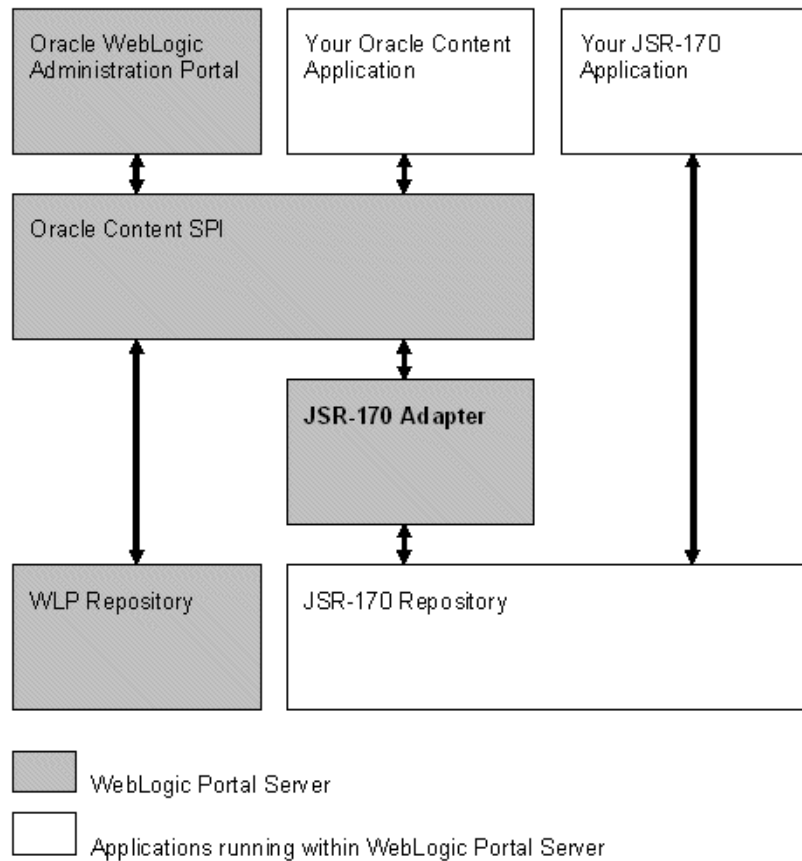 Oracle WebLogic
Administration Portal
Your Oracle Content
Application
Your JSR-170
Application
Oracle Content SPI
JSR-170 Adapter
WLP Repository
JSR-170 Repository
WebLogic Portal Server
Applications running within WebLogic Portal Server